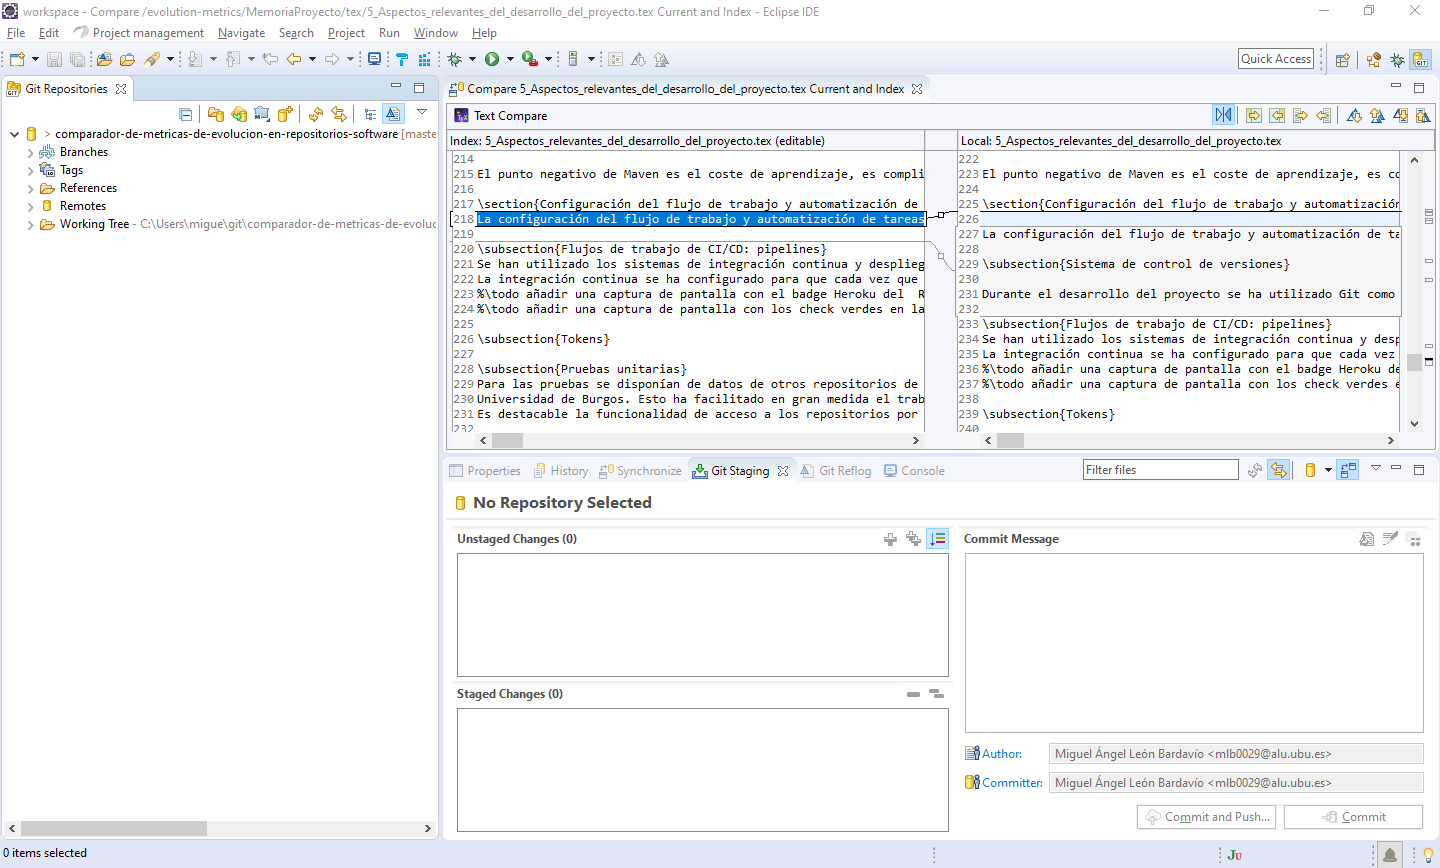 workspace - Compare /evolution-metrics/MemoriaProyecto/tex/5_Aspectos_relevantes_del_desarrollo_del_proyecto.tex Current and Index - Eclipse IDE
File Edit Project management Navigate Search Project Run Window Help
Quick Access
Git Repositories
> comparador-de-metricas-de-evolucion-en-repositorios-software [maste
Branches
Tags
References
Remotes
Working Tree - C:\Users\migue\git\comparador-de-metricas-de-evoluc
Compare 5_Aspectos_relevantes_del_desarrollo_del_proyecto.tex Current and Index
Text Compare
Index: 5_Aspectos_relevantes_del_desarrollo_del_proyecto.tex (editable)
214
215 El punto negativo de Maven es el coste de aprendizaje, es compli
216
217 \section{Configuración del flujo de trabajo y automatización de
218 La configuración del flujo de trabajo y automatización de tareas
219
220 \subsection{Flujos de trabajo de CI/CD: pipelines}
221 Se han utilizado los sistemas de integración continua y desplieg
222 La integración continua se ha configurado para que cada vez que
223 %\todo añadir una captura de pantalla con el badge Heroku del  R
224 %\todo añadir una captura de pantalla con los check verdes en la
225
226 \subsection{Tokens}
227
228 \subsection{Pruebas unitarias}
229 Para las pruebas se disponían de datos de otros repositorios de
230 Universidad de Burgos. Esto ha facilitado en gran medida el trab
231 Es destacable la funcionalidad de acceso a los repositorios por
232
Local: 5_Aspectos_relevantes_del_desarrollo_del_proyecto.tex
222
223 El punto negativo de Maven es el coste de aprendizaje, es co
224
225 \section{Configuración del flujo de trabajo y automatización
226
227 La configuración del flujo de trabajo y automatización de ta
228
229 \subsection{Sistema de control de versiones}
230
231 Durante el desarrollo del proyecto se ha utilizado Git como
232
233 \subsection{Flujos de trabajo de CI/CD: pipelines}
234 Se han utilizado los sistemas de integración continua y desp
235 La integración continua se ha configurado para que cada vez
236 %\todo añadir una captura de pantalla con el badge Heroku de
237 %\todo añadir una captura de pantalla con los check verdes e
238
239 \subsection{Tokens}
240
Properties History Synchronize Git Staging Git Reflog Console
Filter files
No Repository Selected
Unstaged Changes (0)
Staged Changes (0)
Commit Message
Author: Miguel Ángel León Bardavío <mlb0029@alu.ubu.es>
Committer: Miguel Ángel León Bardavío <mlb0029@alu.ubu.es>
Commit and Push...
Commit
0 items selected
JU